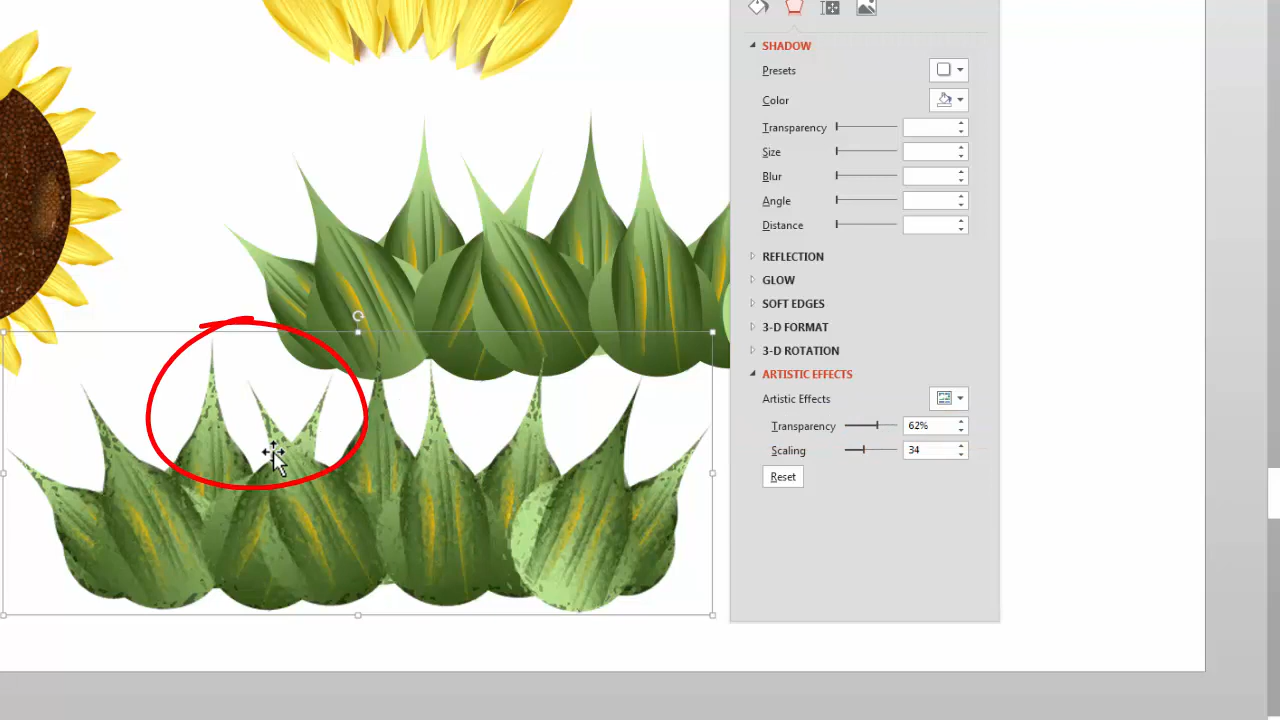 SHADOW
Presets
Color
Transparency
Size
Blur
Angle
Distance
REFLECTION
GLOW
SOFT EDGES
3-D FORMAT
3-D ROTATION
ARTISTIC EFFECTS
Artistic Effects
Transparency 62%
Scaling 34
Reset